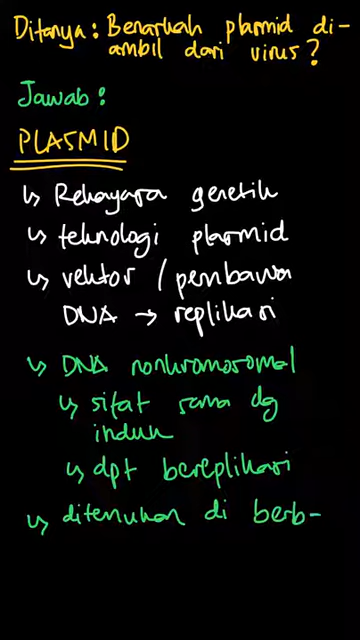 Ditanya : Benarkah plasmid di-
ambil dari virus ?
Jawab :
PLASMID
↳ Rekayasa genetik
↳ teknologi plasmid
↳ vektor / pembawa
DNA → replikasi
↳ DNA nonkromosomal
↳ sifat sama dg
induk
↳ dpt bereplikasi
↳ ditemukan di berb-